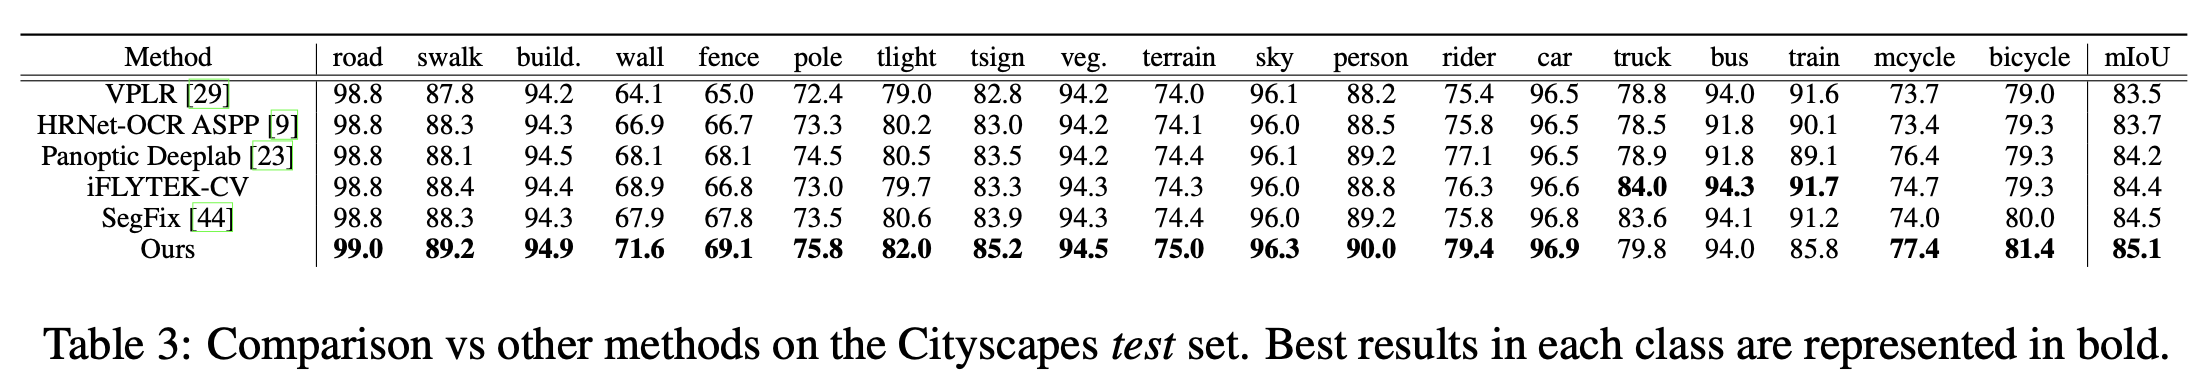 Method road swalk build. wall fence pole tlight tsign veg. terrain sky person rider car truck bus train mcycle bicycle mIoU
VPLR [29] 98.8 87.8 94.2 64.1 65.0 72.4 79.0 82.8 94.2 74.0 96.1 88.2 75.4 96.5 78.8 94.0 91.6 73.7 79.0 83.5
HRNet-OCR ASPP [9] 98.8 88.3 94.3 66.9 66.7 73.3 80.2 83.0 94.2 74.1 96.0 88.5 75.8 96.5 78.5 91.8 90.1 73.4 79.3 83.7
Panoptic Deeplab [23] 98.8 88.1 94.5 68.1 68.1 74.5 80.5 83.5 94.2 74.4 96.1 89.2 77.1 96.5 78.9 91.8 89.1 76.4 79.3 84.2
iFLYTEK-CV 98.8 88.4 94.4 68.9 66.8 73.0 79.7 83.3 94.3 74.3 96.0 88.8 76.3 96.6 84.0 94.3 91.7 74.7 79.3 84.4
SegFix [44] 98.8 88.3 94.3 67.9 67.8 73.5 80.6 83.9 94.3 74.4 96.0 89.2 75.8 96.8 83.6 94.1 91.2 74.0 80.0 84.5
Ours 99.0 89.2 94.9 71.6 69.1 75.8 82.0 85.2 94.5 75.0 96.3 90.0 79.4 96.9 79.8 94.0 85.8 77.4 81.4 85.1
Table 3: Comparison vs other methods on the Cityscapes test set. Best results in each class are represented in bold.